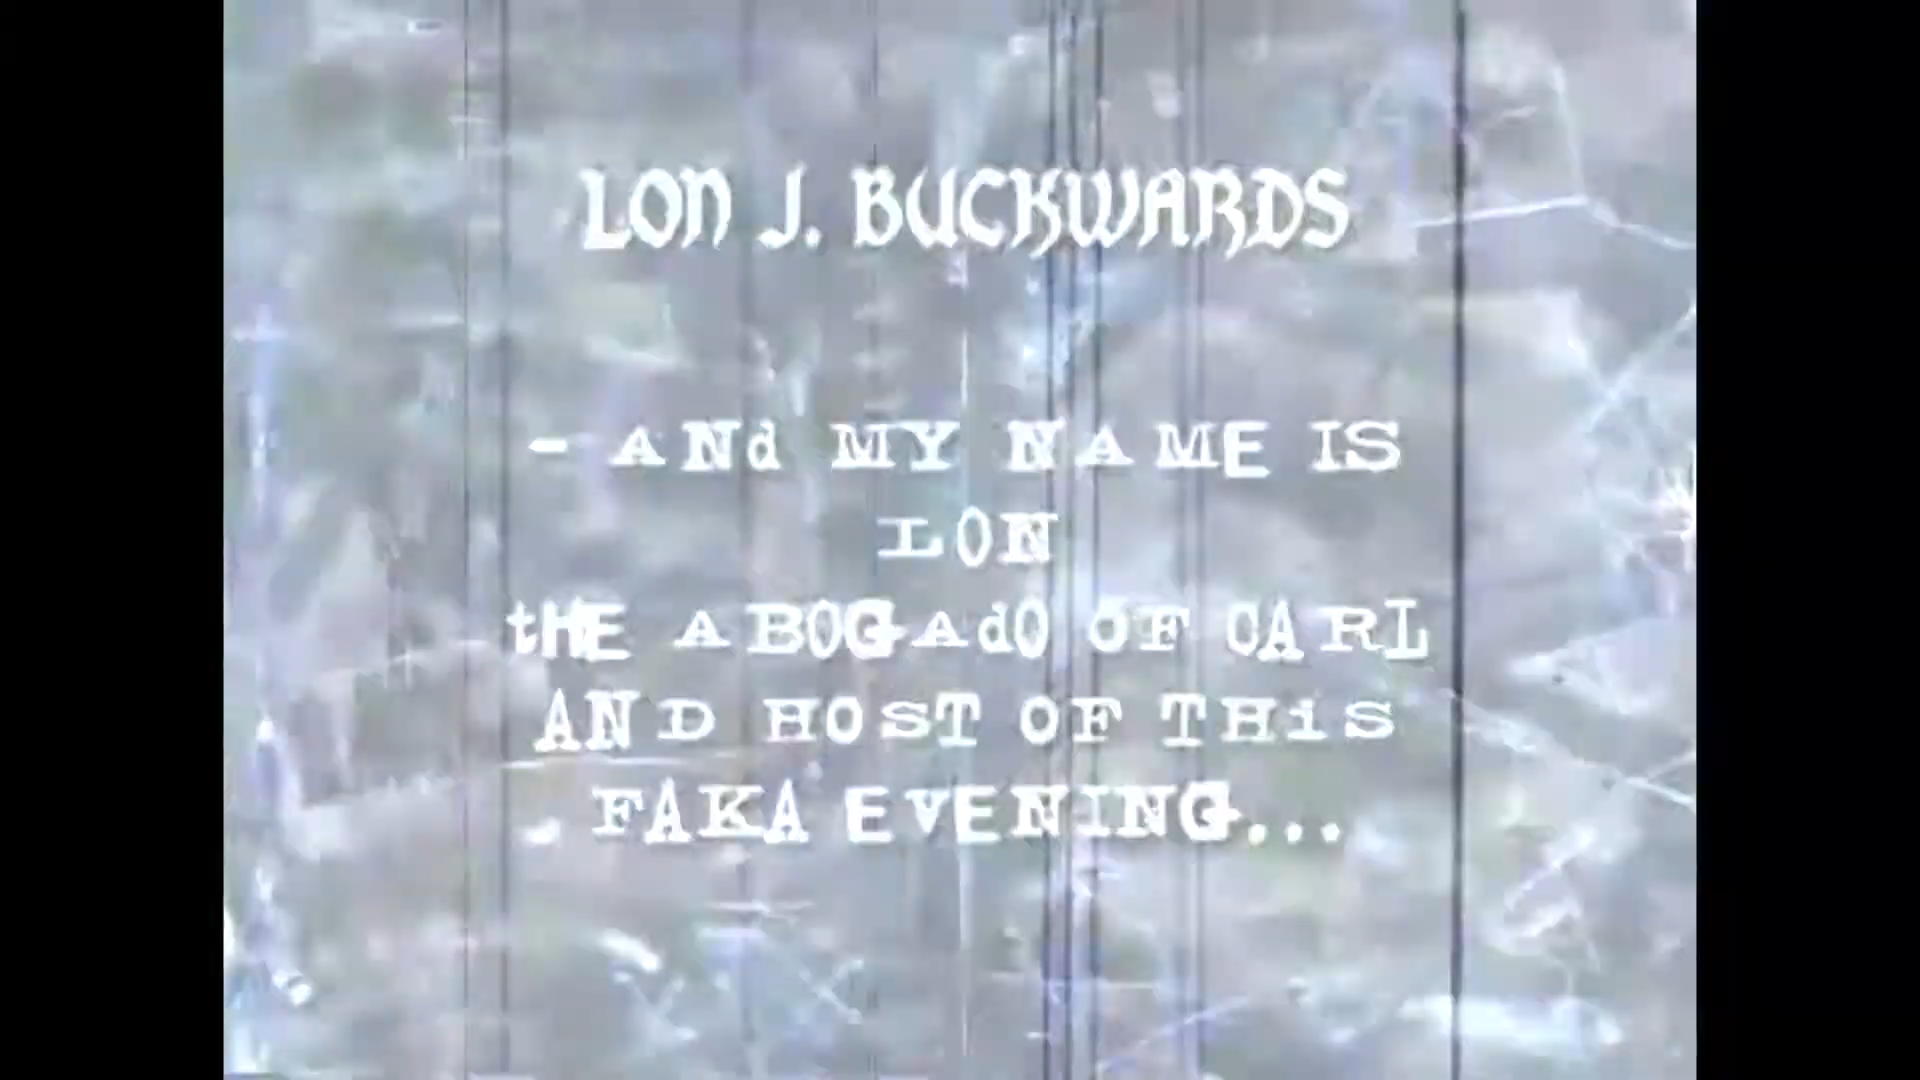 LON J. BUCKWARDS
- ANd MY NAME IS
LON
tHE ABOGAdO OF CARL
AND HOST OF THiS
FAKA EVENING...